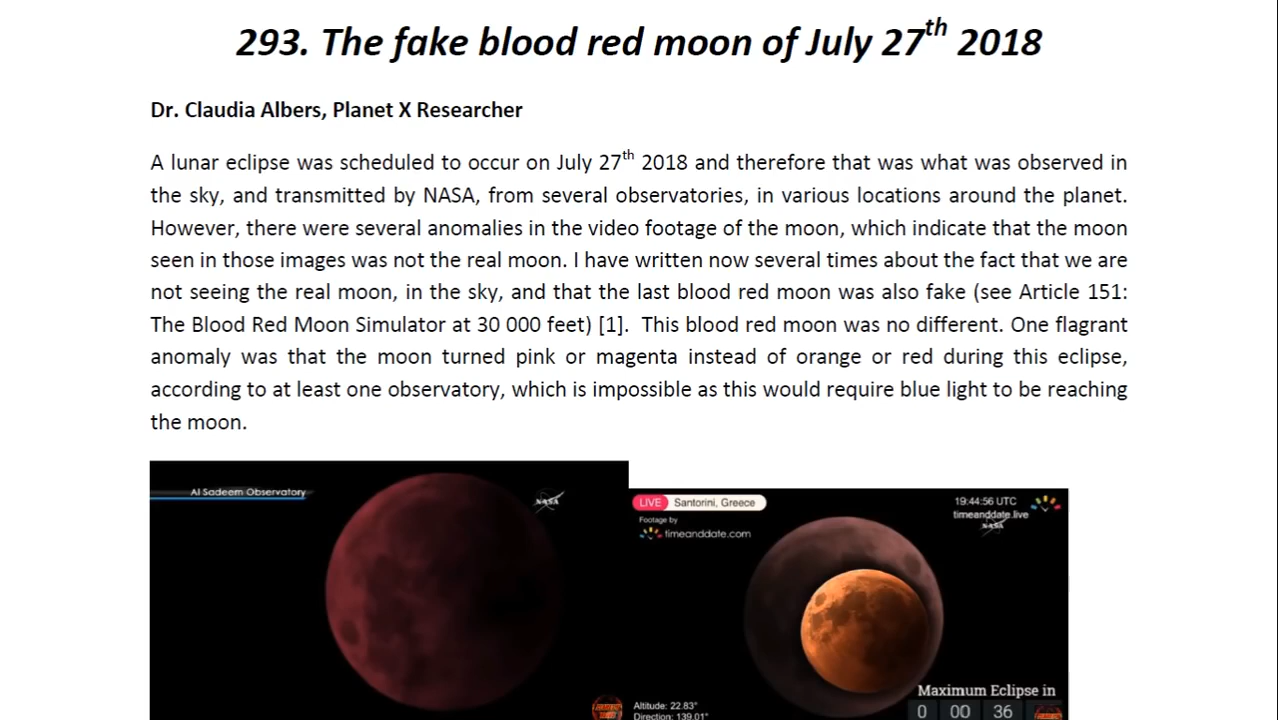 293. The fake blood red moon of July 27th 2018
Dr. Claudia Albers, Planet X Researcher
A lunar eclipse was scheduled to occur on July 27th 2018 and therefore that was what was observed in
the sky, and transmitted by NASA, from several observatories, in various locations around the planet.
However, there were several anomalies in the video footage of the moon, which indicate that the moon
seen in those images was not the real moon. I have written now several times about the fact that we are
not seeing the real moon, in the sky, and that the last blood red moon was also fake (see Article 151:
The Blood Red Moon Simulator at 30 000 feet) [1].  This blood red moon was no different. One flagrant
anomaly was that the moon turned pink or magenta instead of orange or red during this eclipse,
according to at least one observatory, which is impossible as this would require blue light to be reaching
the moon.
Al Sadeem Observatory
NASA
LIVE Santorini, Greece
Footage by
timeanddate.com
19:44:56 UTC
timeanddate.live
NASA
Maximum Eclipse in
0 00 36
Altitude: 22.83°
Direction: 139.01°